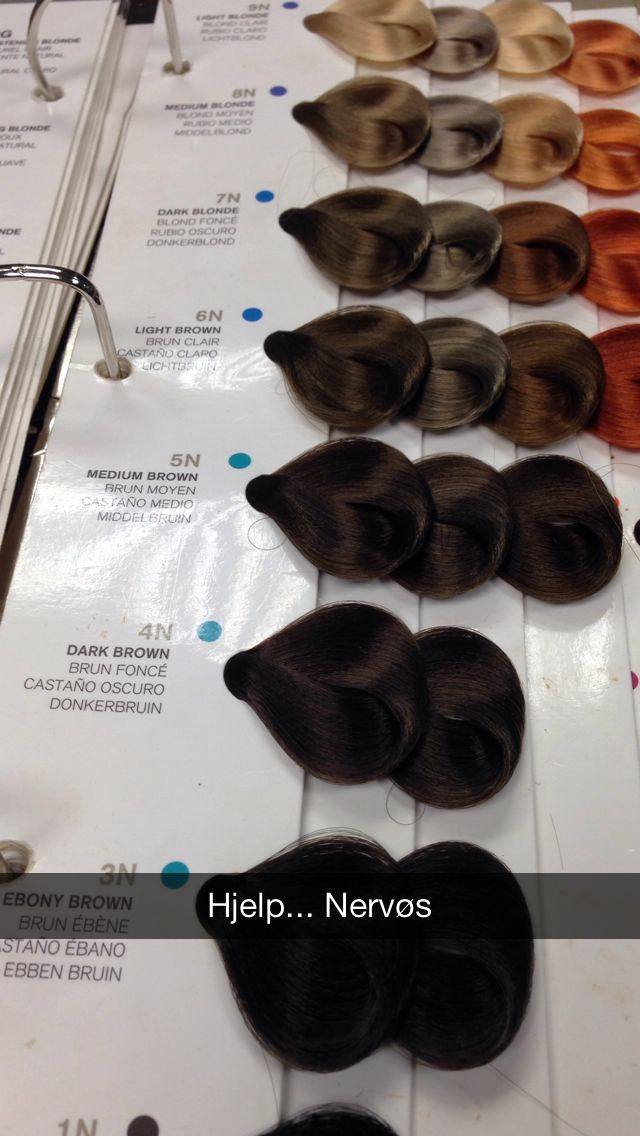 9N
LIGHT BLONDE
BLOND CLAIR
RUBIO CLARO
LICHTBLOND
8N
MEDIUM BLONDE
BLOND MOYEN
RUBIO MEDIO
MIDDELBLOND
7N
DARK BLONDE
BLOND FONCÉ
RUBIO OSCURO
DONKERBLOND
6N
LIGHT BROWN
BRUN CLAIR
CASTAÑO CLARO
LICHTBRUIN
5N
MEDIUM BROWN
BRUN MOYEN
CASTAÑO MEDIO
MIDDELBRUIN
4N
DARK BROWN
BRUN FONCÉ
CASTAÑO OSCURO
DONKERBRUIN
3N
EBONY BROWN
BRUN ÉBÈNE
ASTAÑO ÉBANO
EBBEN BRUIN
Hjelp... Nervøs
1N